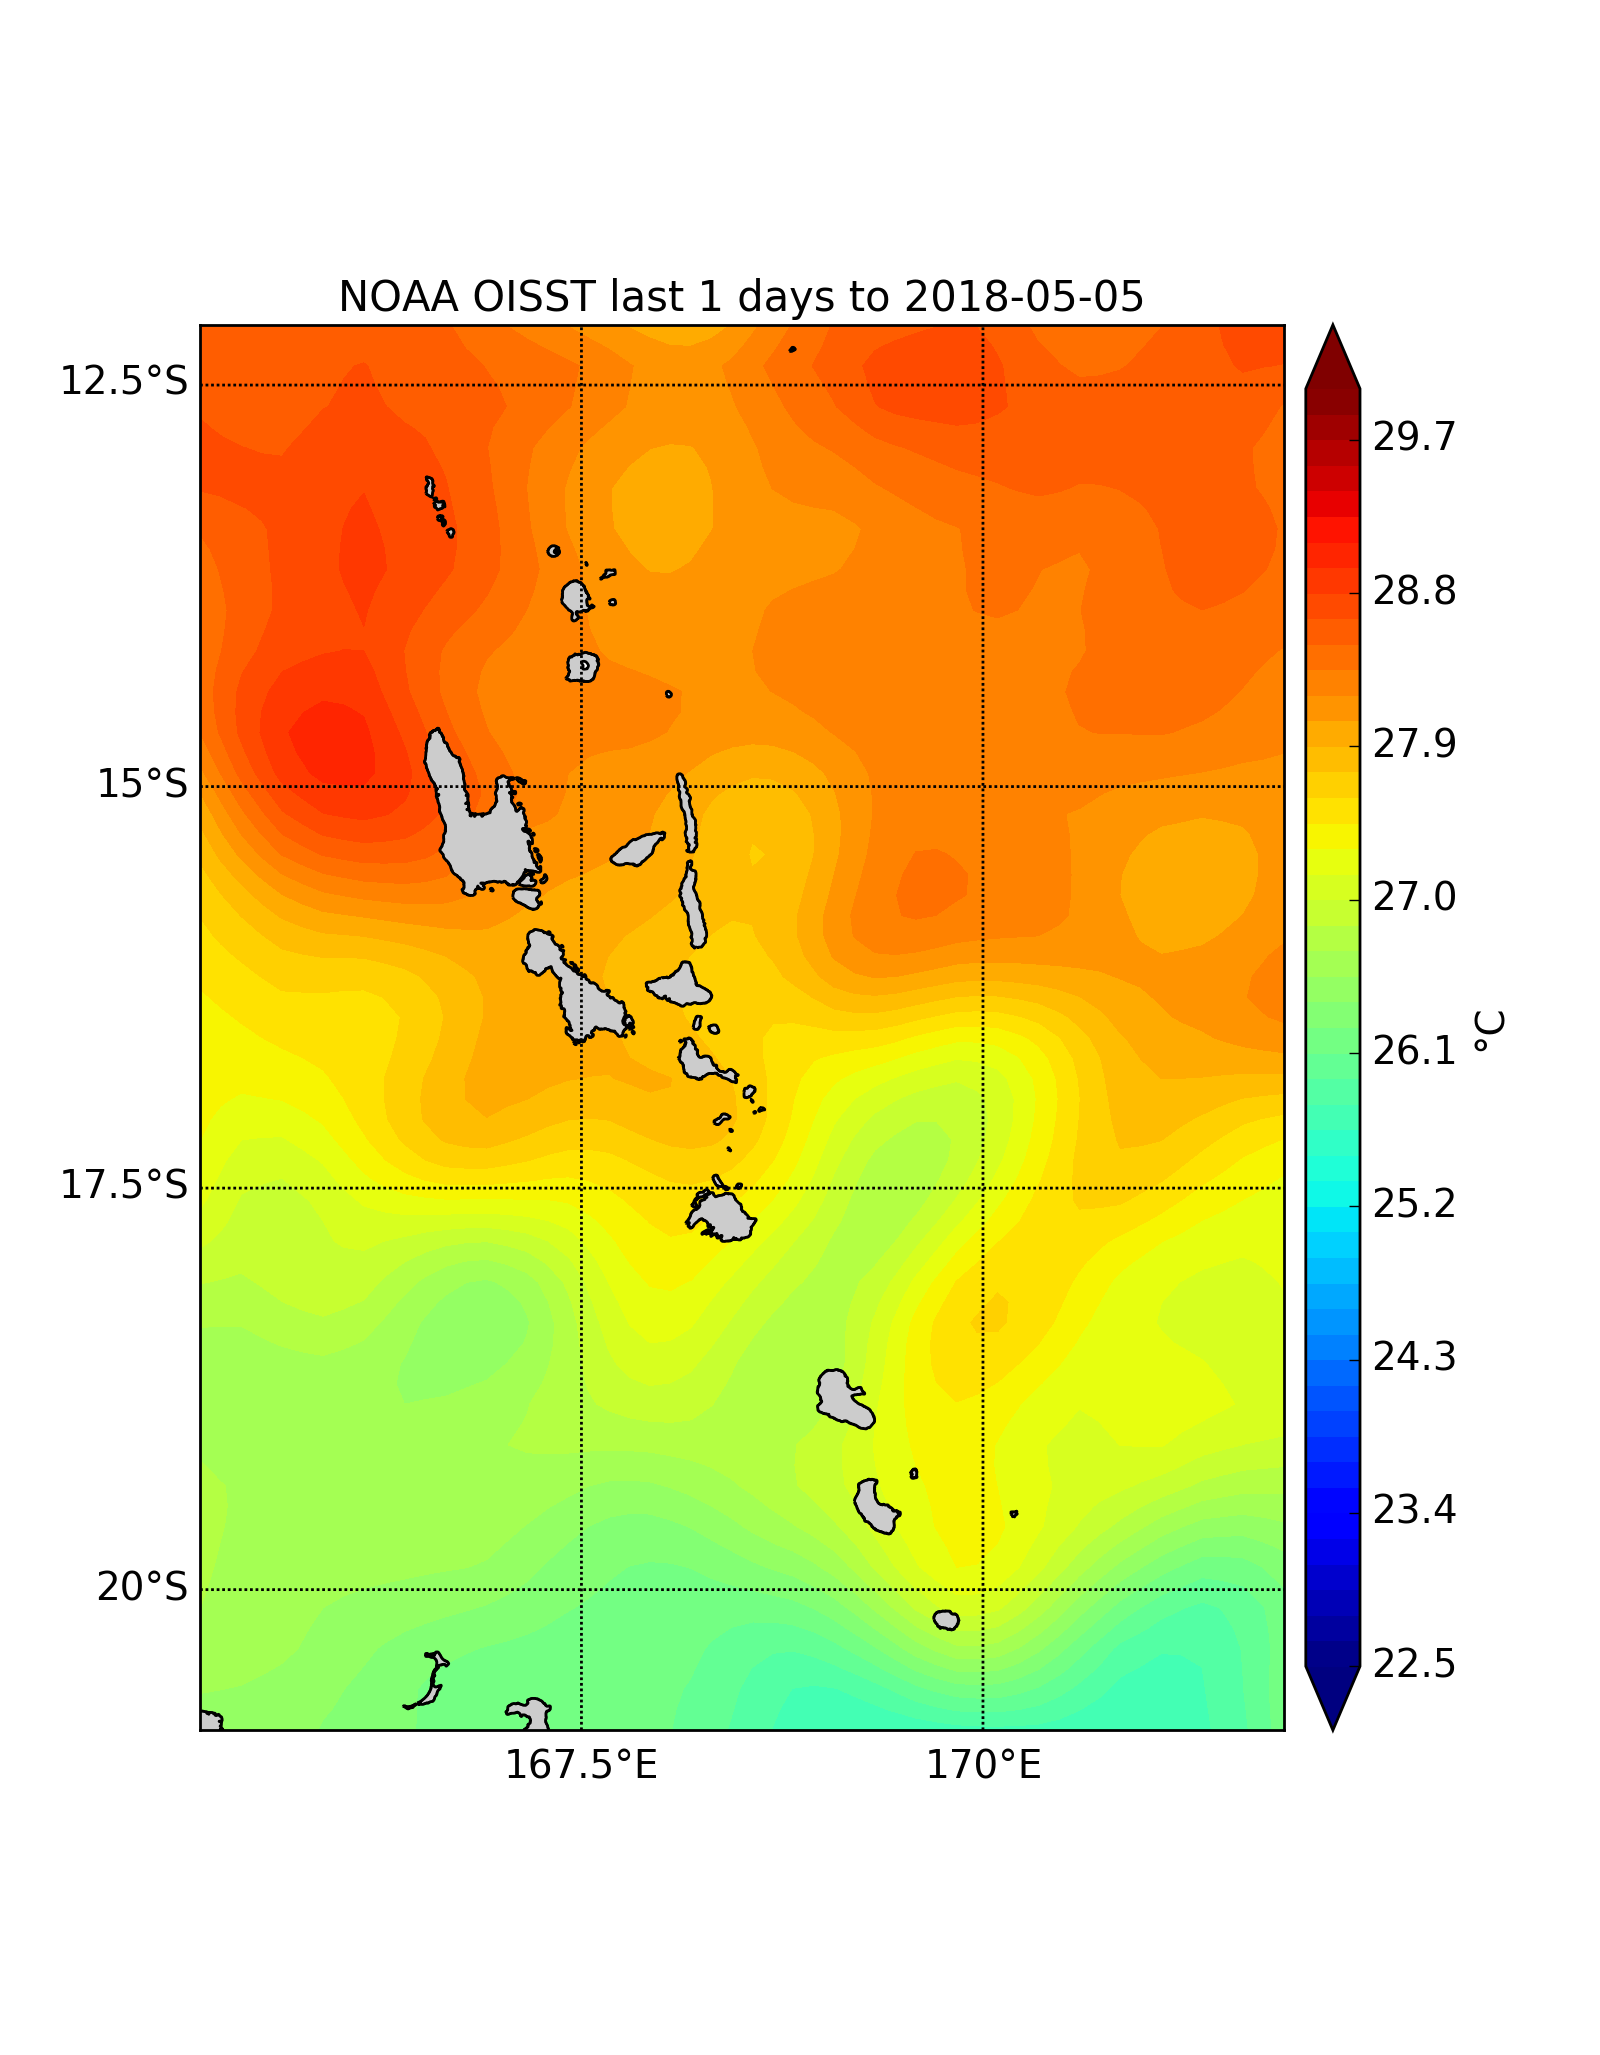 NOAA OISST last 1 days to 2018-05-05
12.5°S
15°S
17.5°S
20°S
167.5°E
170°E
29.7
28.8
27.9
27.0
26.1
25.2
24.3
23.4
22.5
°C